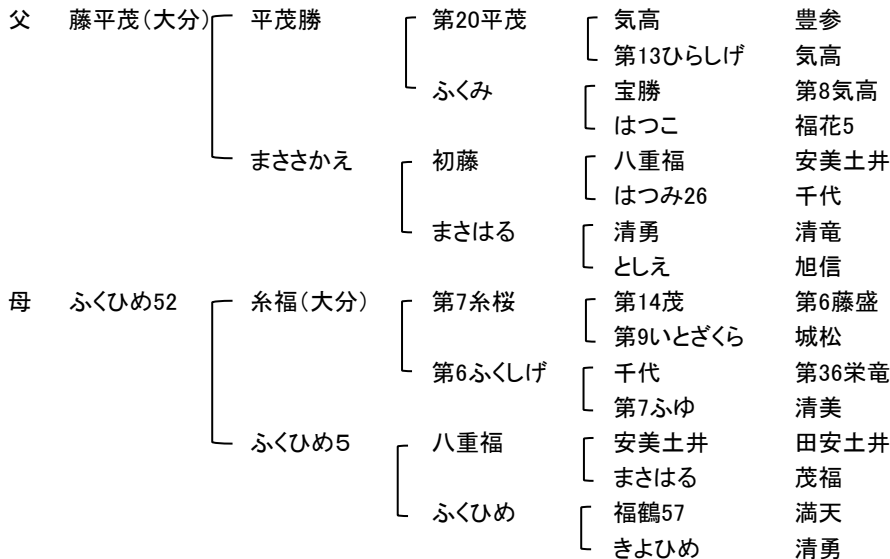 父 藤平茂（大分） 平茂勝 第20平茂 気高 豊参
第13ひらしげ 気高
ふくみ 宝勝 第8気高
はつこ 福花5
まささかえ 初藤 八重福 安美土井
はつみ26 千代
まさはる 清勇 清竜
としえ 旭信
母 ふくひめ52 糸福（大分） 第7糸桜 第14茂 第6藤盛
第9いとざくら 城松
第6ふくしげ 千代 第36栄竜
第7ふゆ 清美
ふくひめ５ 八重福 安美土井 田安土井
まさはる 茂福
ふくひめ 福鶴57 満天
きよひめ 清勇